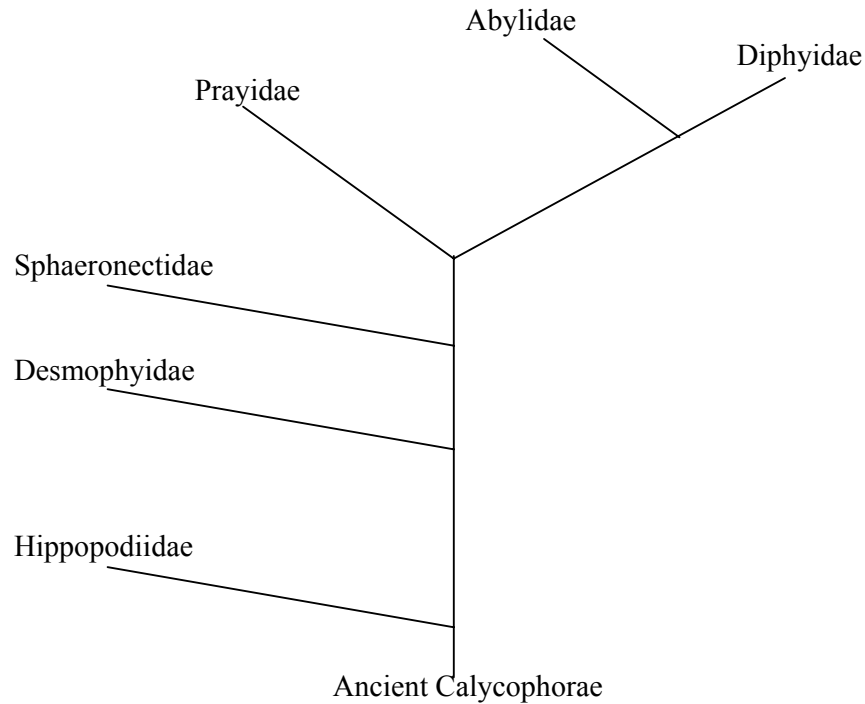 Abylidae
Diphyidae
Prayidae
Sphaeronectidae
Desmophyidae
Hippopodiidae
Ancient Calycophorae